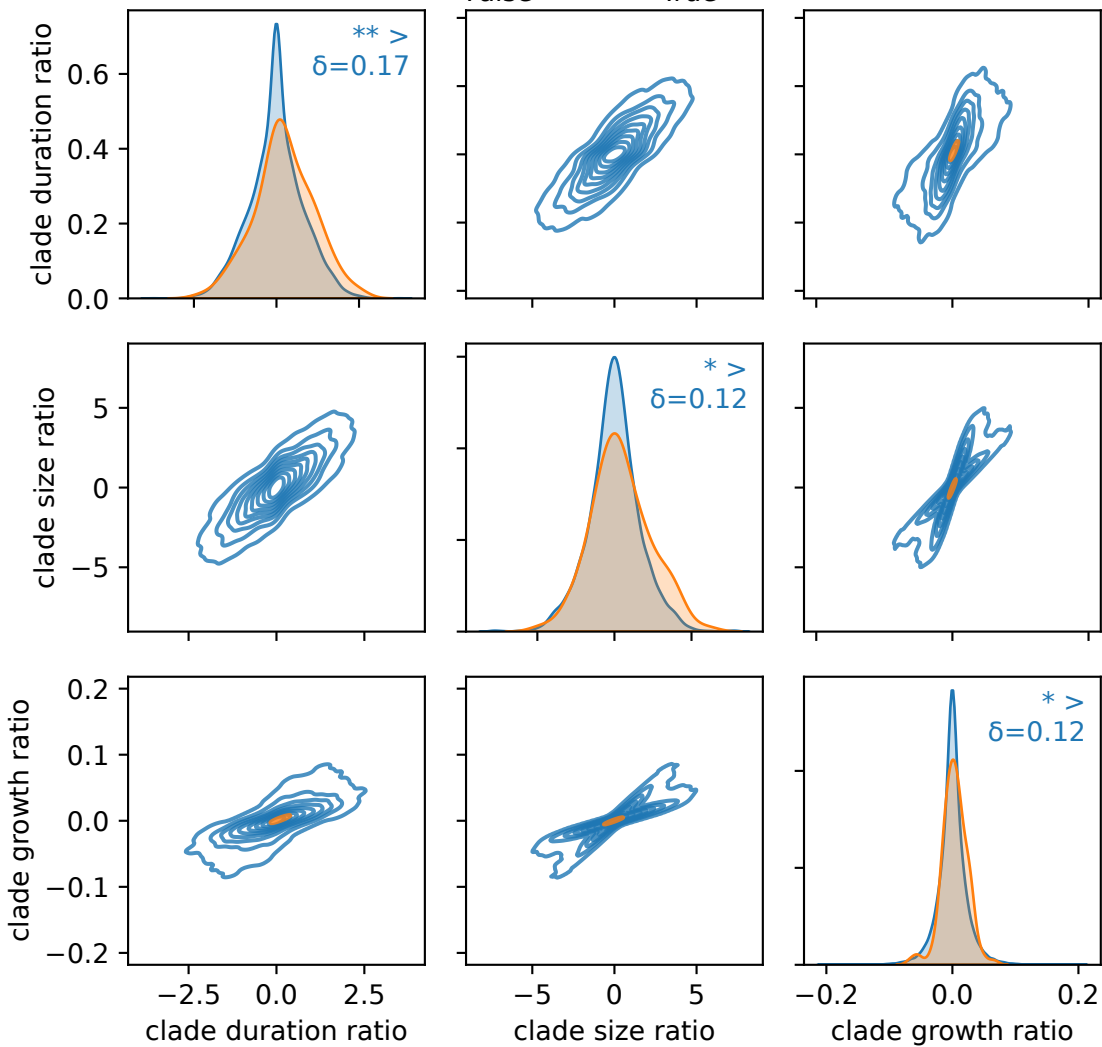 clade duration ratio
0.6
0.4
0.2
0.0
** >
δ=0.17
clade size ratio
5
0
−5
* >
δ=0.12
clade growth ratio
0.2
0.1
0.0
−0.1
−0.2
* >
δ=0.12
−2.5 0.0 2.5
−5 0 5
−0.2 0.0 0.2
clade duration ratio
clade size ratio
clade growth ratio